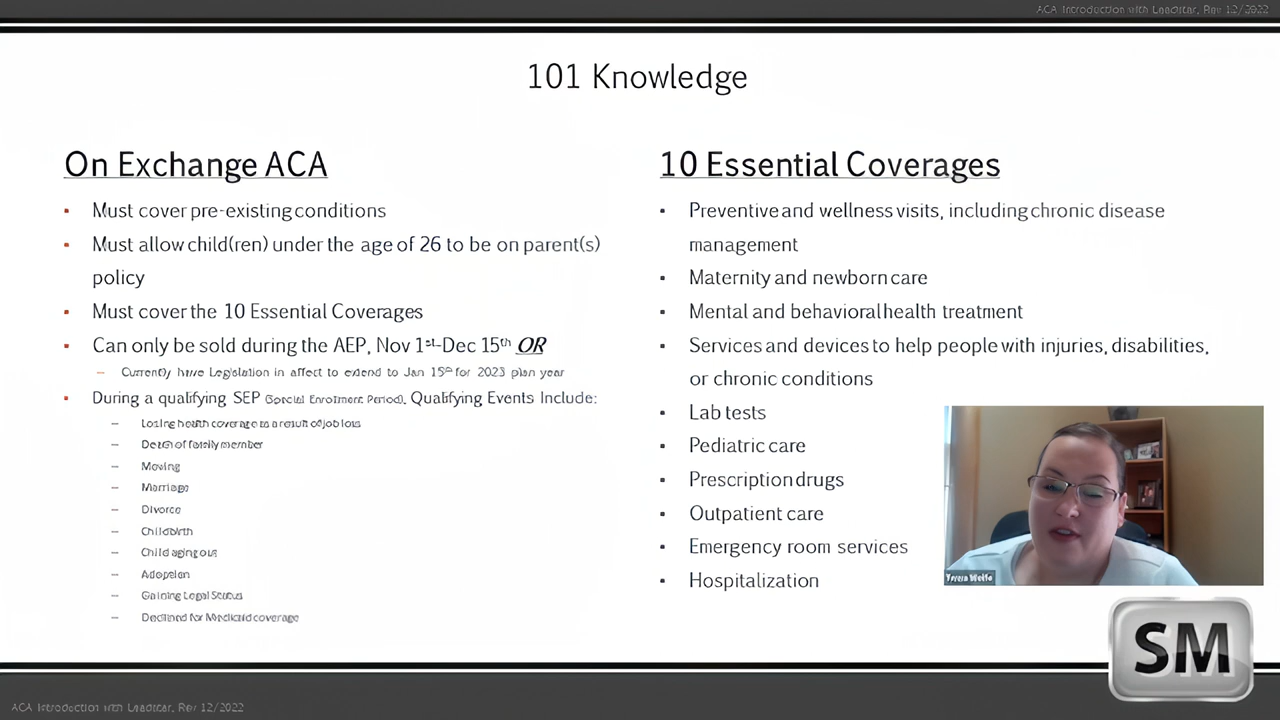 ACA Introduction with Leadstar, Rev 12/2022
101 Knowledge
On Exchange ACA
Must cover pre-existing conditions
Must allow child(ren) under the age of 26 to be on parent(s)
policy
Must cover the 10 Essential Coverages
Can only be sold during the AEP, Nov 1st-Dec 15th OR
Currently have Legislation in affect to extend to Jan 15th for 2023 plan year
During a qualifying SEP (Special Enrollment Period). Qualifying Events Include:
Losing health coverage as a result of job loss
Death of family member
Moving
Marriage
Divorce
Childbirth
Child aging out
Adoption
Gaining Legal Status
Declined for Medicaid coverage
10 Essential Coverages
Preventive and wellness visits, including chronic disease
management
Maternity and newborn care
Mental and behavioral health treatment
Services and devices to help people with injuries, disabilities,
or chronic conditions
Lab tests
Pediatric care
Prescription drugs
Outpatient care
Emergency room services
Hospitalization
SM
ACA Introduction with Leadstar, Rev 12/2022